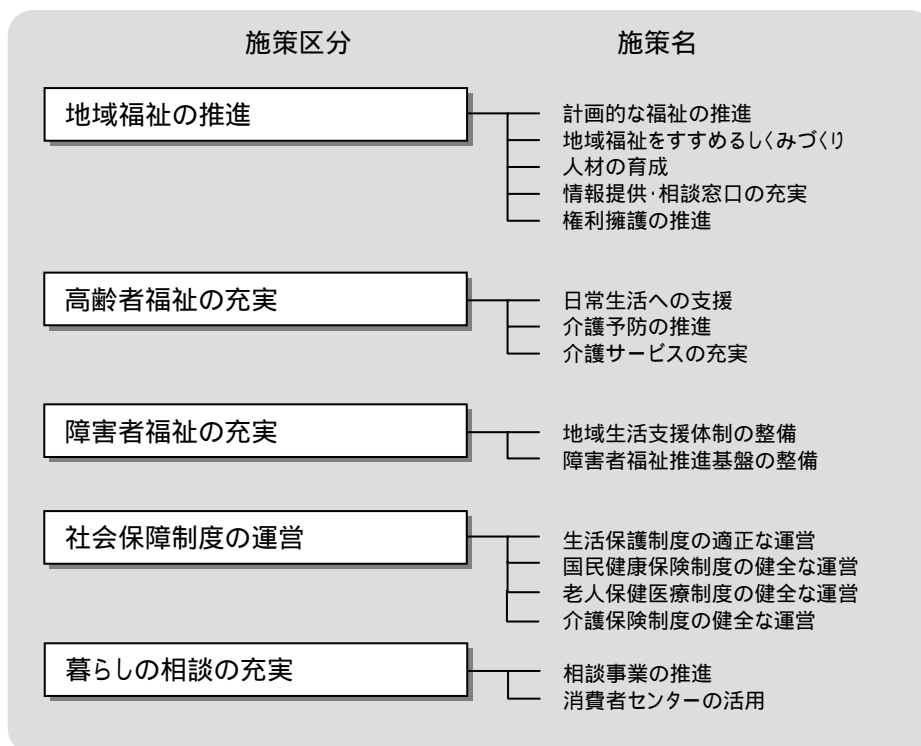 施策区分 施策名
地域福祉の推進
計画的な福祉の推進
地域福祉をすすめるしくみづくり
人材の育成
情報提供・相談窓口の充実
権利擁護の推進
高齢者福祉の充実
日常生活への支援
介護予防の推進
介護サービスの充実
障害者福祉の充実
地域生活支援体制の整備
障害者福祉推進基盤の整備
社会保障制度の運営
生活保護制度の適正な運営
国民健康保険制度の健全な運営
老人保健医療制度の健全な運営
介護保険制度の健全な運営
暮らしの相談の充実
相談事業の推進
消費者センターの活用